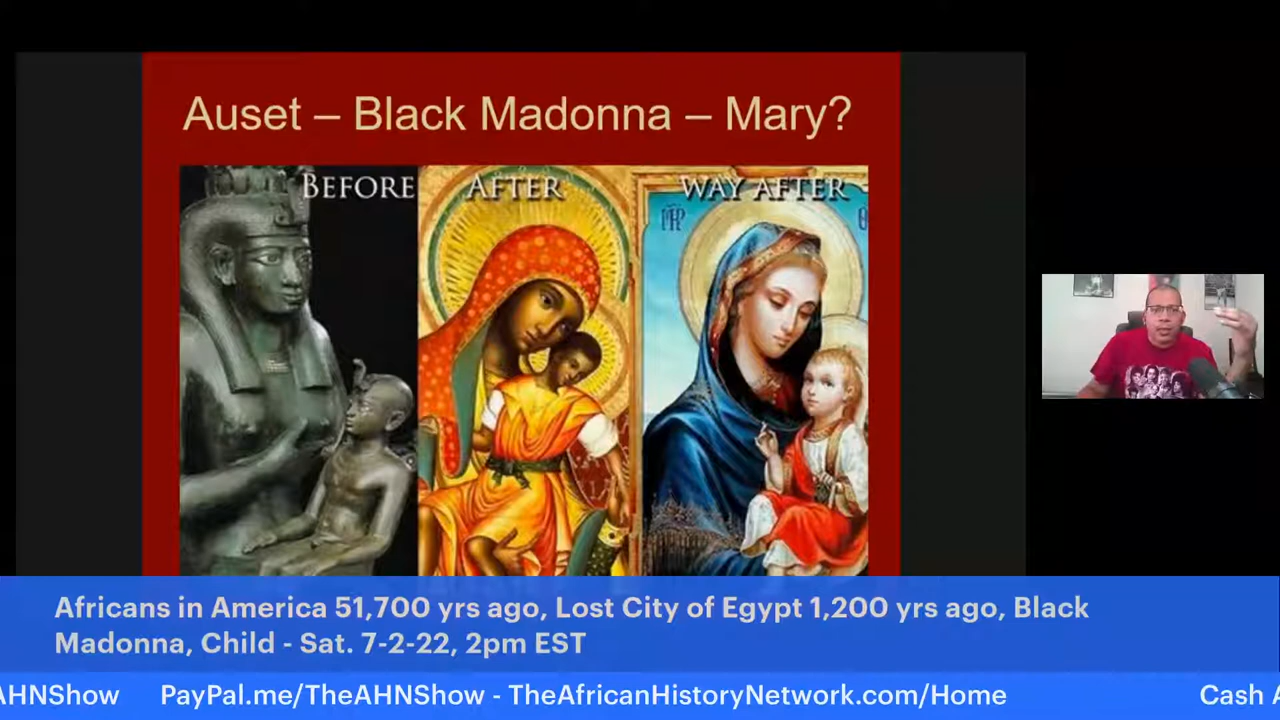 Auset – Black Madonna – Mary?
BEFORE
AFTER
WAY AFTER
Africans in America 51,700 yrs ago, Lost City of Egypt 1,200 yrs ago, Black
Madonna, Child - Sat. 7-2-22, 2pm EST
AHNShow PayPal.me/TheAHNShow - TheAfricanHistoryNetwork.com/Home Cash A